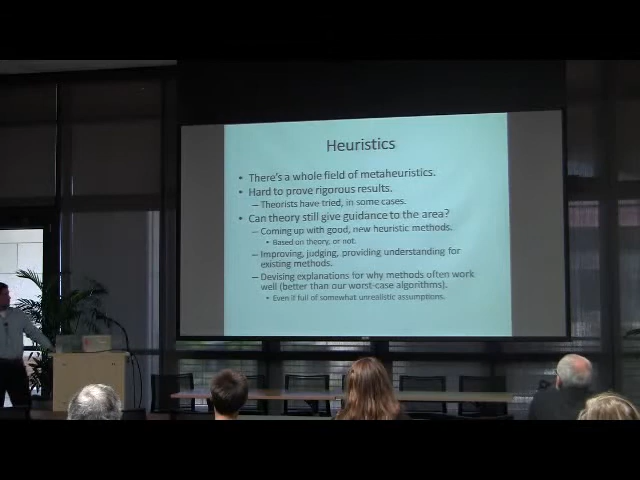 Heuristics
• There's a whole field of metaheuristics.
• Hard to prove rigorous results.
– Theorists have tried, in some cases.
• Can theory still give guidance to the area?
– Coming up with good, new heuristic methods.
• Based on theory, or not.
– Improving, judging, providing understanding for
existing methods.
– Devising explanations for why methods often work
well (better than our worst-case algorithms).
• Even if full of somewhat unrealistic assumptions.